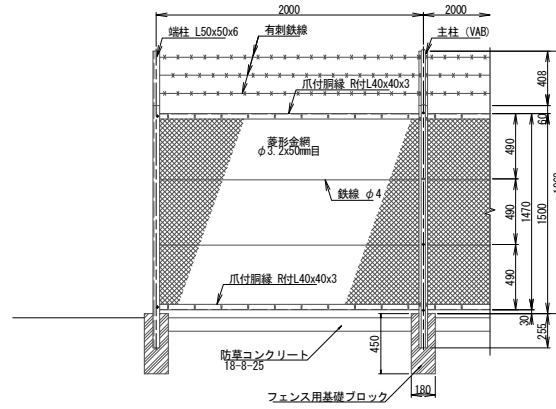 2000
2000
端柱 L50x50x6
有刺鉄線
主柱 (VAB)
408
爪付胴縁 R付L40x40x3
60
菱形金網
φ3.2x50mm目
490
鉄線 φ4
490
1470
1500
爪付胴縁 R付L40x40x3
490
30
255
450
防草コンクリート
18-8-25
180
フェンス用基礎ブロック